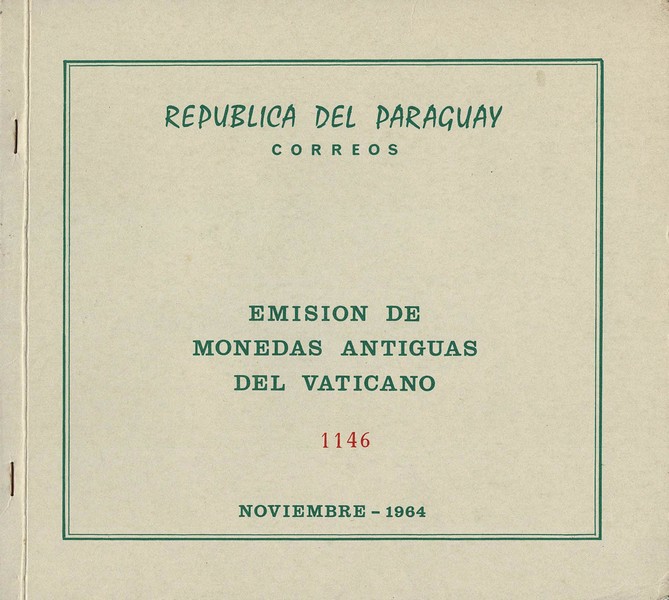 REPUBLICA DEL PARAGUAY
CORREOS
EMISION DE
MONEDAS ANTIGUAS
DEL VATICANO
1146
NOVIEMBRE - 1964